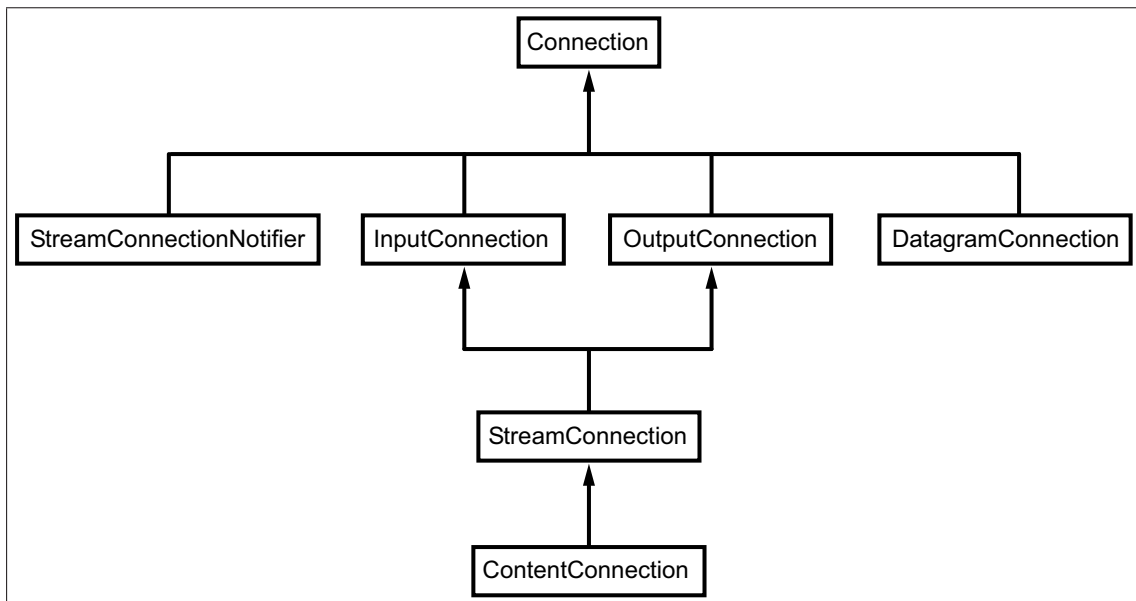 Connection
StreamConnectionNotifier
InputConnection
OutputConnection
DatagramConnection
StreamConnection
ContentConnection